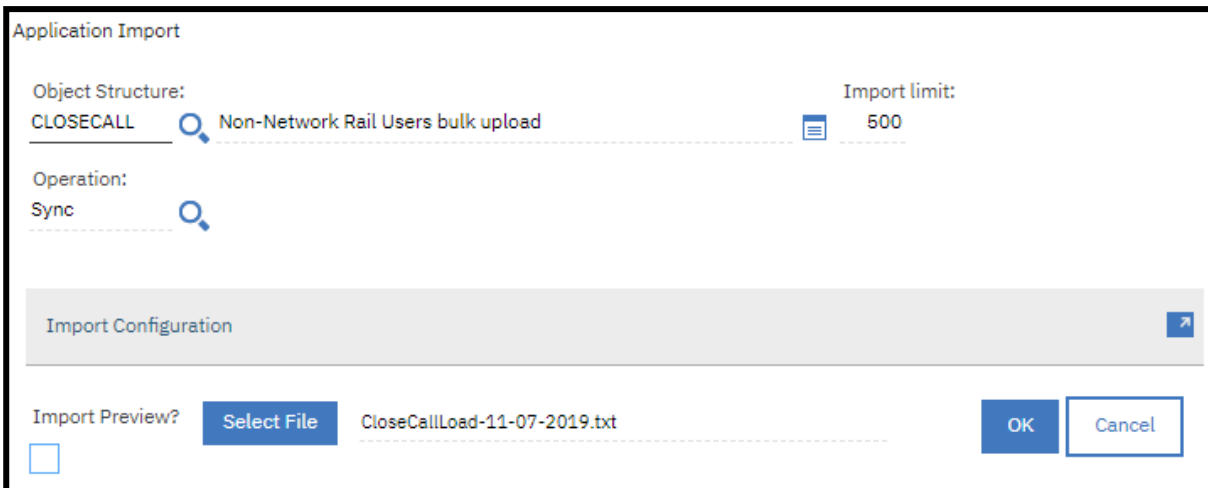 Application Import
Object Structure: Import limit:
CLOSECALL Non-Network Rail Users bulk upload 500
Operation:
Sync
Import Configuration
Import Preview? Select File CloseCallLoad-11-07-2019.txt OK Cancel